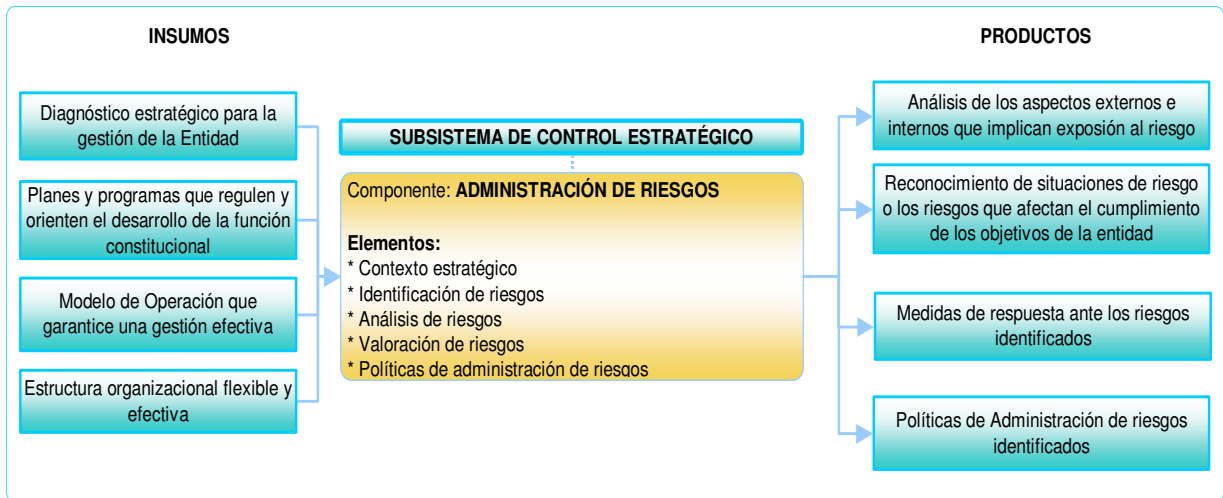 INSUMOS
Diagnóstico estratégico para la
gestión de la Entidad
Planes y programas que regulen y
orienten el desarrollo de la función
constitucional
Modelo de Operación que
garantice una gestión efectiva
Estructura organizacional flexible y
efectiva
SUBSISTEMA DE CONTROL ESTRATÉGICO
Componente: ADMINISTRACIÓN DE RIESGOS
Elementos:
* Contexto estratégico
* Identificación de riesgos
* Análisis de riesgos
* Valoración de riesgos
* Políticas de administración de riesgos
PRODUCTOS
Análisis de los aspectos externos e
internos que implican exposión al riesgo
Reconocimiento de situaciones de riesgo
o los riesgos que afectan el cumplimiento
de los objetivos de la entidad
Medidas de respuesta ante los riesgos
identificados
Políticas de Administración de riesgos
identificados